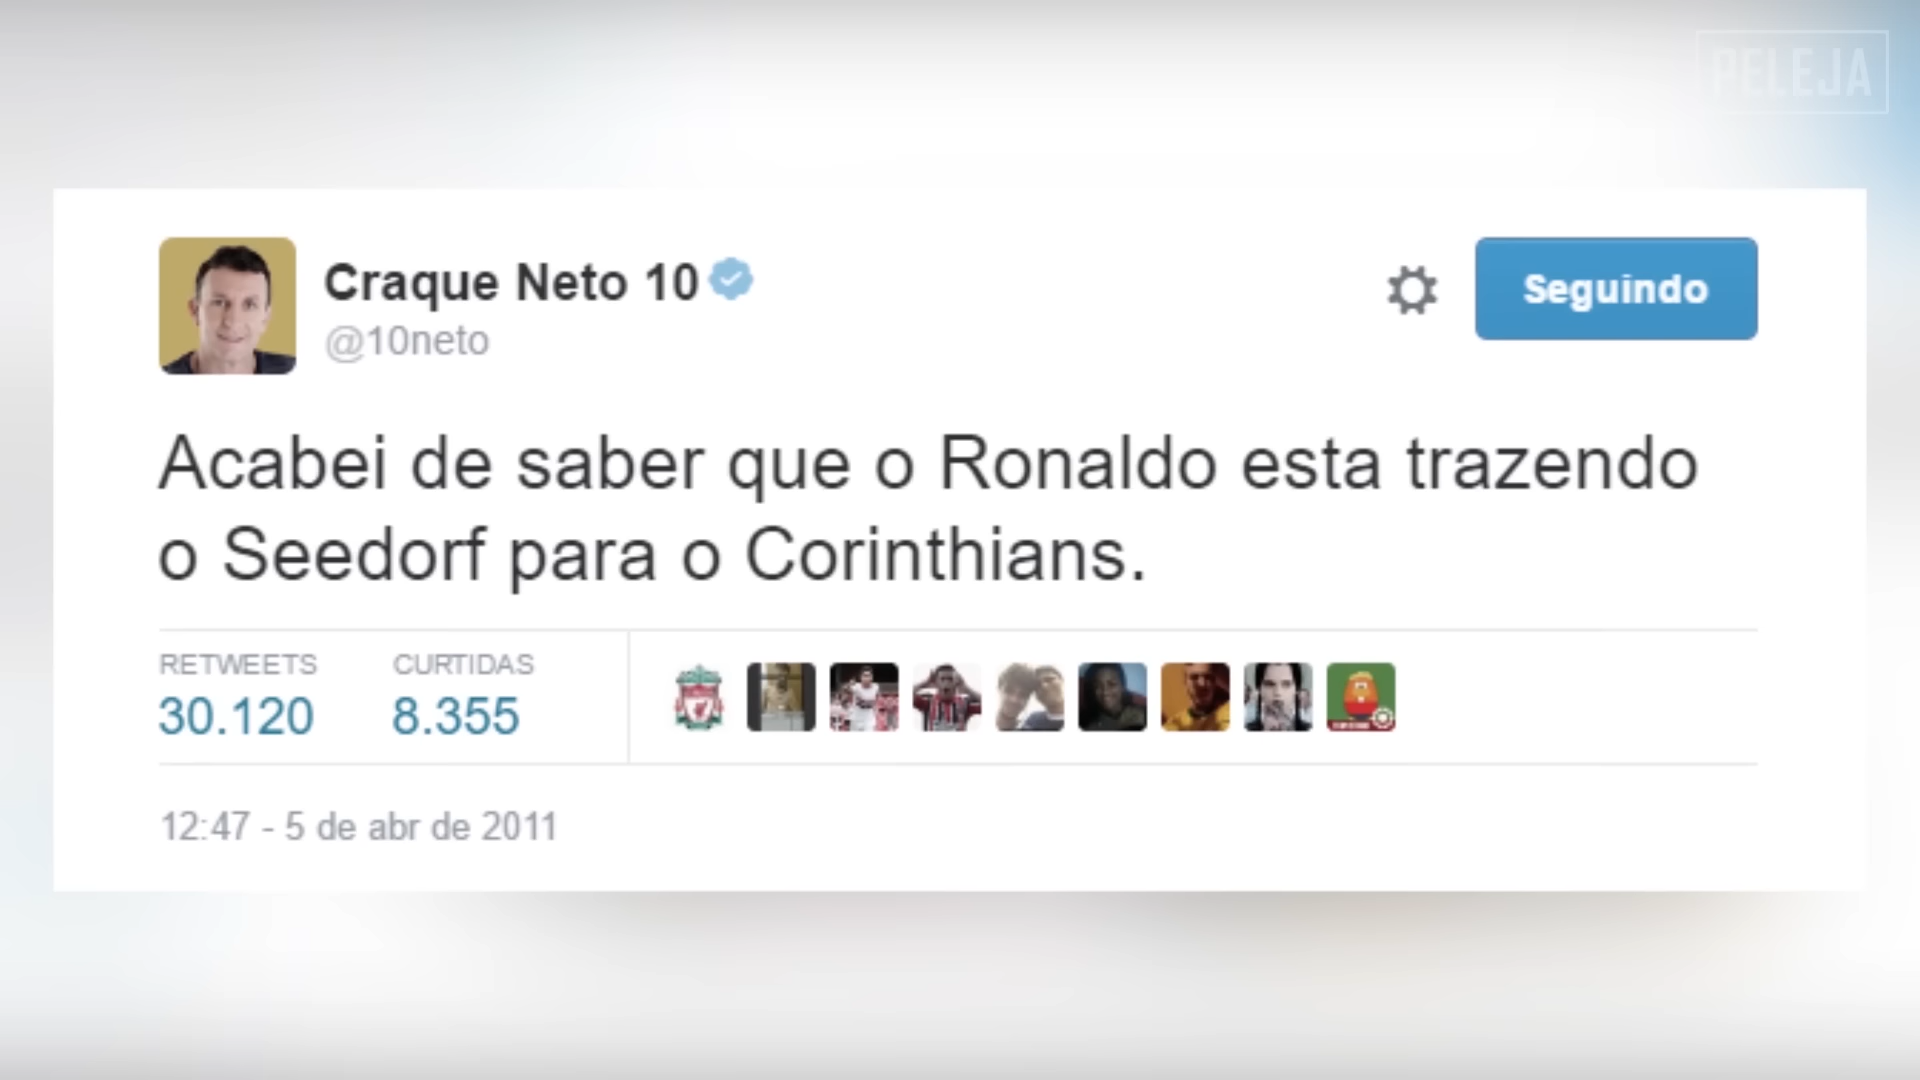 PELEJA
Craque Neto 10
@10neto
Seguindo
Acabei de saber que o Ronaldo esta trazendo
o Seedorf para o Corinthians.
RETWEETS CURTIDAS
30.120 8.355
12:47 - 5 de abr de 2011